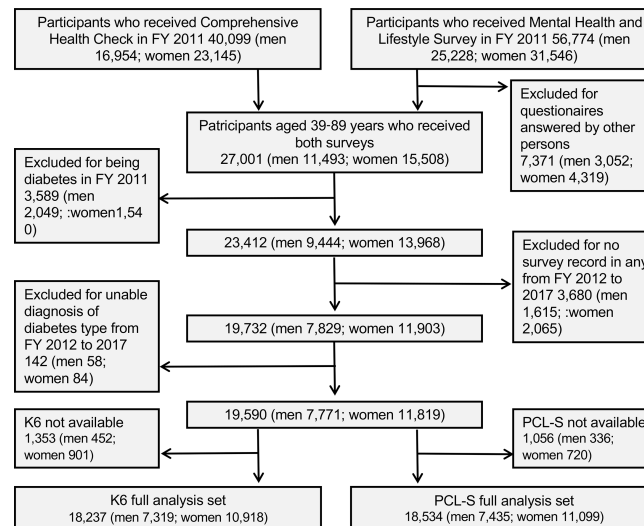 Participants who received Comprehensive
Health Check in FY 2011 40,099 (men
16,954; women 23,145)
Participants who received Mental Health and
Lifestyle Survey in FY 2011 56,774 (men
25,228; women 31,546)
Excluded for
questionaires
answered by other
persons
7,371 (men 3,052;
women 4,319)
Patricipants aged 39-89 years who received
both surveys
27,001 (men 11,493; women 15,508)
Excluded for being
diabetes in FY 2011
3,589 (men
2,049; :women1,54
0)
23,412 (men 9,444; women 13,968)
Excluded for no
survey record in any
from FY 2012 to
2017 3,680 (men
1,615; :women
2,065)
Excluded for unable
diagnosis of
diabetes type from
FY 2012 to 2017
142 (men 58;
women 84)
19,732 (men 7,829; women 11,903)
19,590 (men 7,771; women 11,819)
K6 not available
1,353 (men 452;
women 901)
PCL-S not available
1,056 (men 336;
women 720)
K6 full analysis set
18,237 (men 7,319; women 10,918)
PCL-S full analysis set
18,534 (men 7,435; women 11,099)